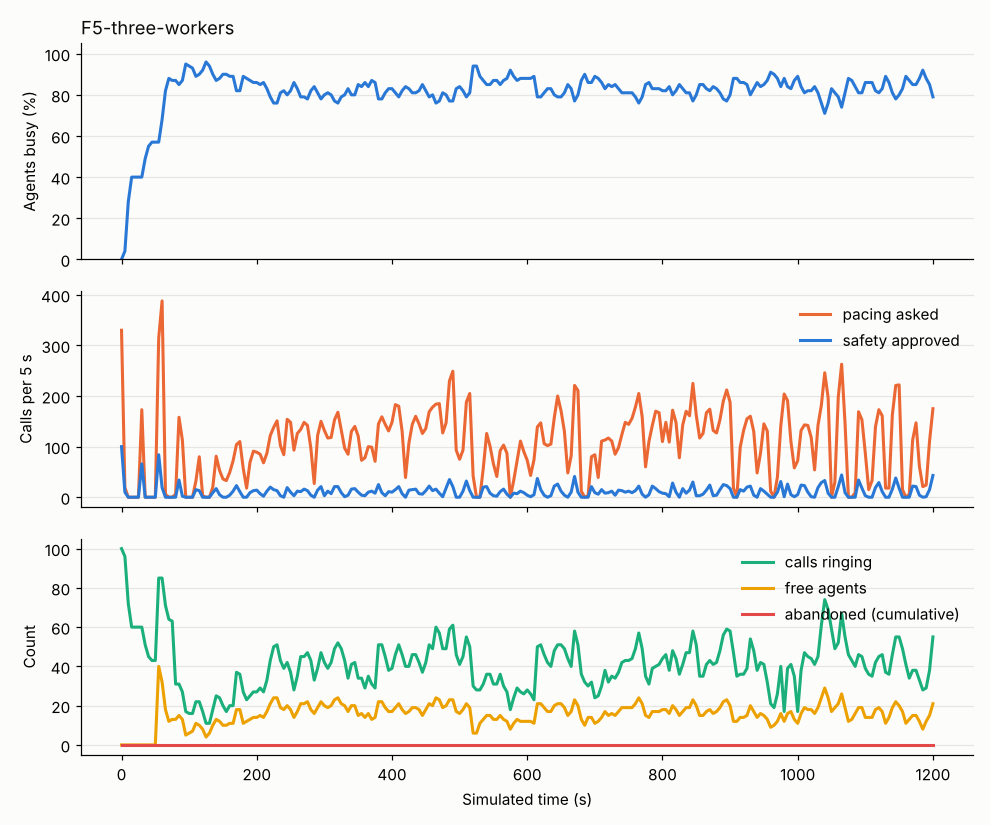 F5-three-workers
100
80
60
40
20
0
Agents busy (%)
400
300
200
100
0
Calls per 5 s
pacing asked
safety approved
100
80
60
40
20
0
Count
calls ringing
free agents
abandoned (cumulative)
0 200 400 600 800 1000 1200
Simulated time (s)